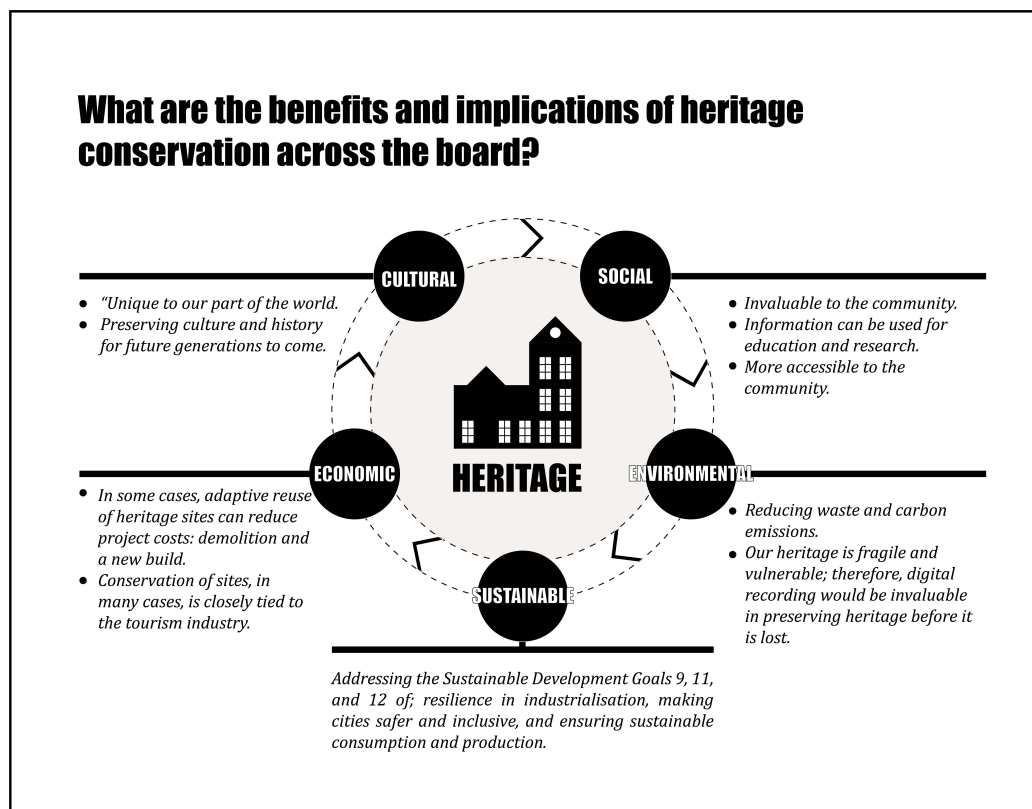 What are the benefits and implications of heritage
conservation across the board?
CULTURAL
● “Unique to our part of the world.
● Preserving culture and history
for future generations to come.
SOCIAL
● Invaluable to the community.
● Information can be used for
education and research.
● More accessible to the
community.
HERITAGE
ECONOMIC
● In some cases, adaptive reuse
of heritage sites can reduce
project costs: demolition and
a new build.
● Conservation of sites, in
many cases, is closely tied to
the tourism industry.
ENVIRONMENTAL
● Reducing waste and carbon
emissions.
● Our heritage is fragile and
vulnerable; therefore, digital
recording would be invaluable
in preserving heritage before it
is lost.
SUSTAINABLE
Addressing the Sustainable Development Goals 9, 11,
and 12 of; resilience in industrialisation, making
cities safer and inclusive, and ensuring sustainable
consumption and production.